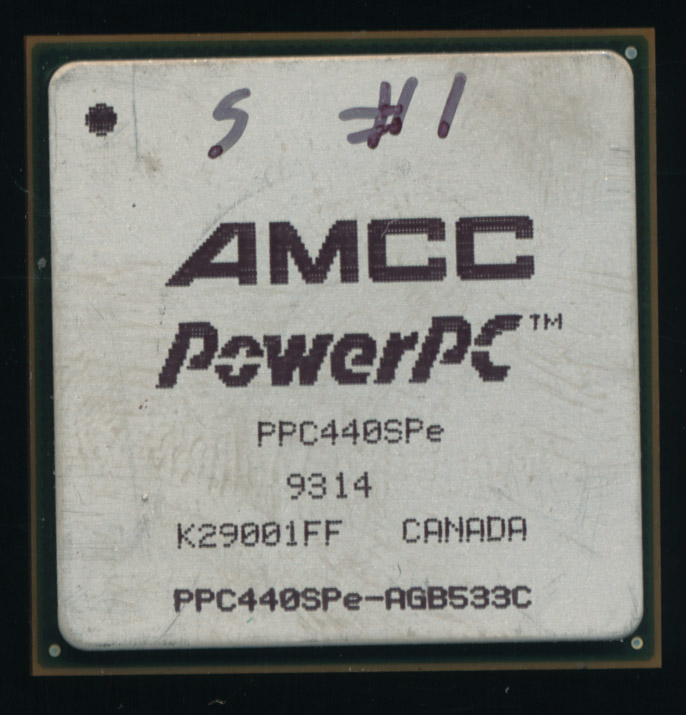 S #1
AMCC
PowerPC™
PPC440SPe
9314
K29001FF CANADA
PPC440SPe-AGB533C